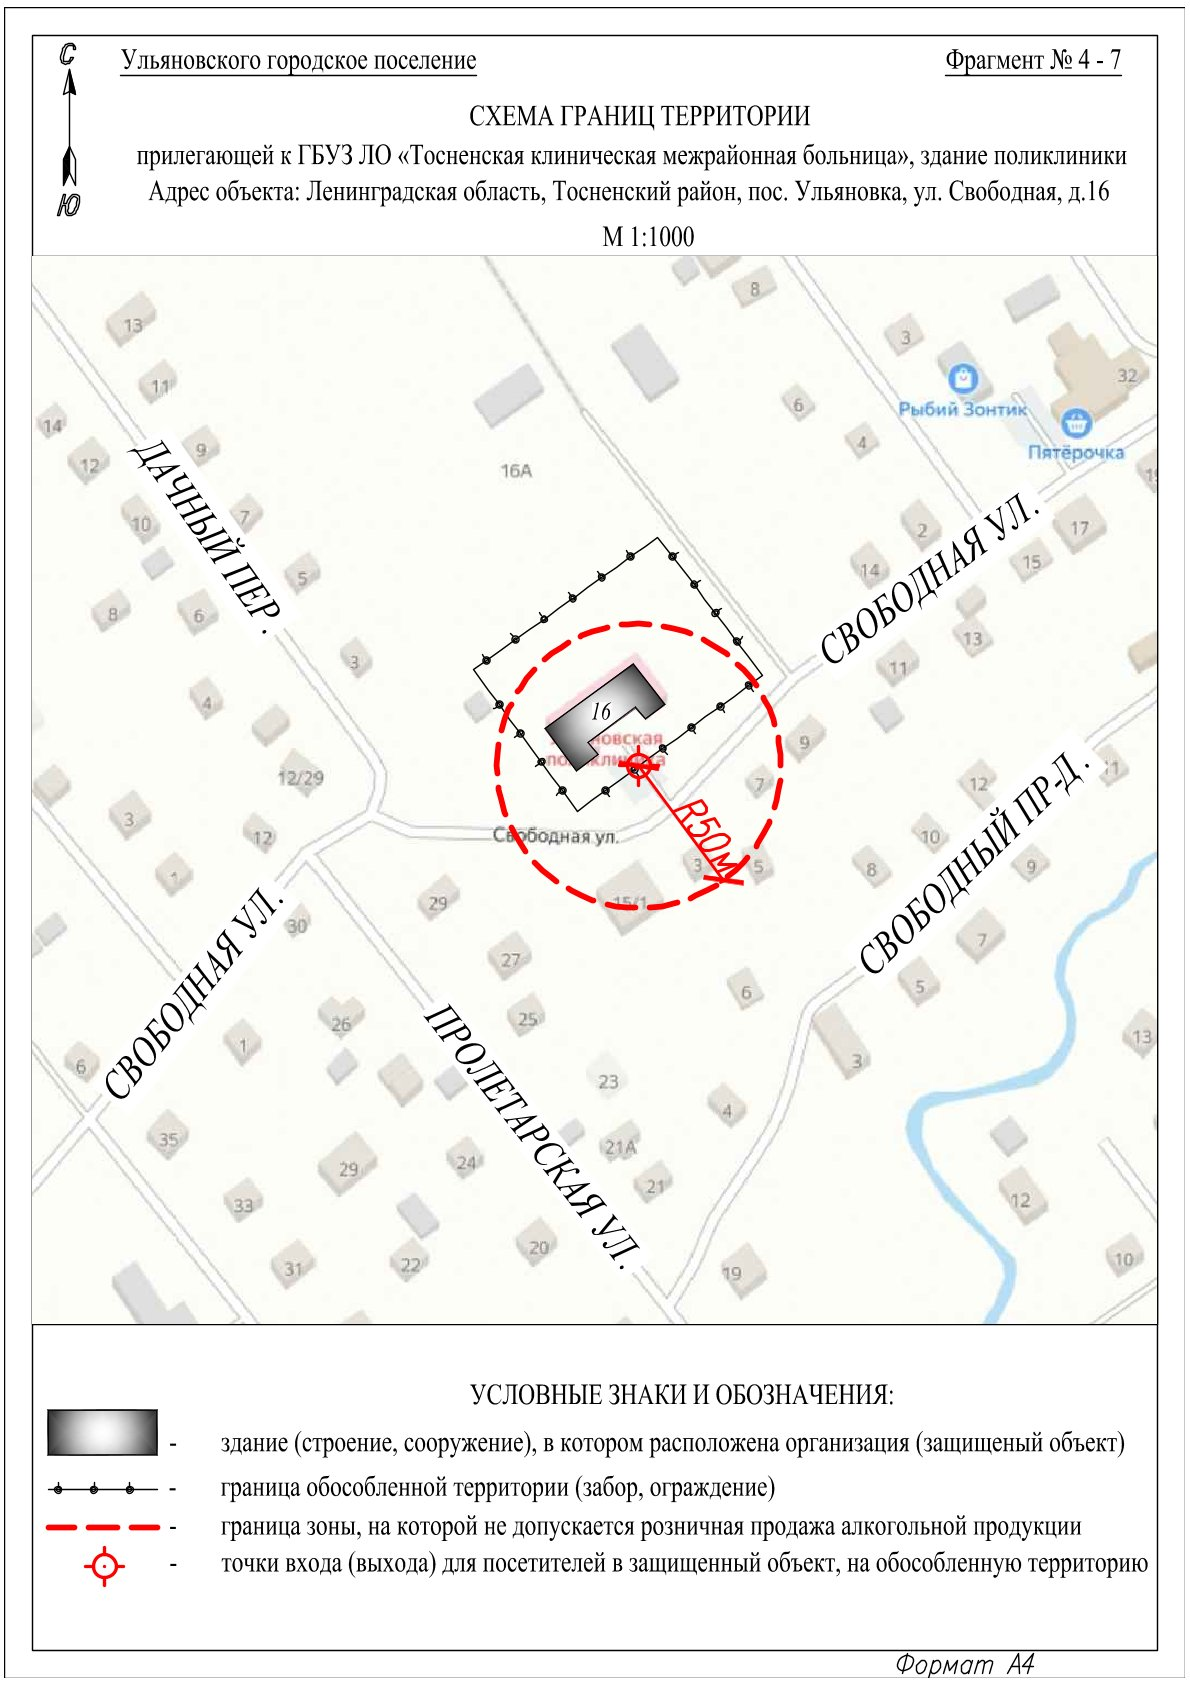 С
Ю
Ульяновского городское поселение
Фрагмент № 4 - 7
СХЕМА ГРАНИЦ ТЕРРИТОРИИ
прилегающей к ГБУЗ ЛО «Тосненская клиническая межрайонная больница», здание поликлиники
Адрес объекта: Ленинградская область, Тосненский район, пос. Ульяновка, ул. Свободная, д.16
М 1:1000
8
13
3
11
32
6
Рыбий Зонтик
14
9
4
Пятёрочка
12
ДАЧНЫЙ ПЕР.
16А
10
7
2
СВОБОДНАЯ УЛ.
17
5
14
15
8
6
13
3
11
4
16
9
12/29
7
12
11
СВОБОДНЫЙ ПР-Д.
3
12
Свободная ул.
R50м
10
1
3
5
8
9
29
15/1
СВОБОДНАЯ УЛ.
30
7
27
6
5
26
25
1
ПРОЛЕТАРСКАЯ УЛ.
13
6
3
23
4
35
21А
29
24
21
12
33
20
22
31
19
10
УСЛОВНЫЕ ЗНАКИ И ОБОЗНАЧЕНИЯ:
- здание (строение, сооружение), в котором расположена организация (защищеный объект)
- граница обособленной территории (забор, ограждение)
- граница зоны, на которой не допускается розничная продажа алкогольной продукции
- точки входа (выхода) для посетителей в защищенный объект, на обособленную территорию
Формат А4